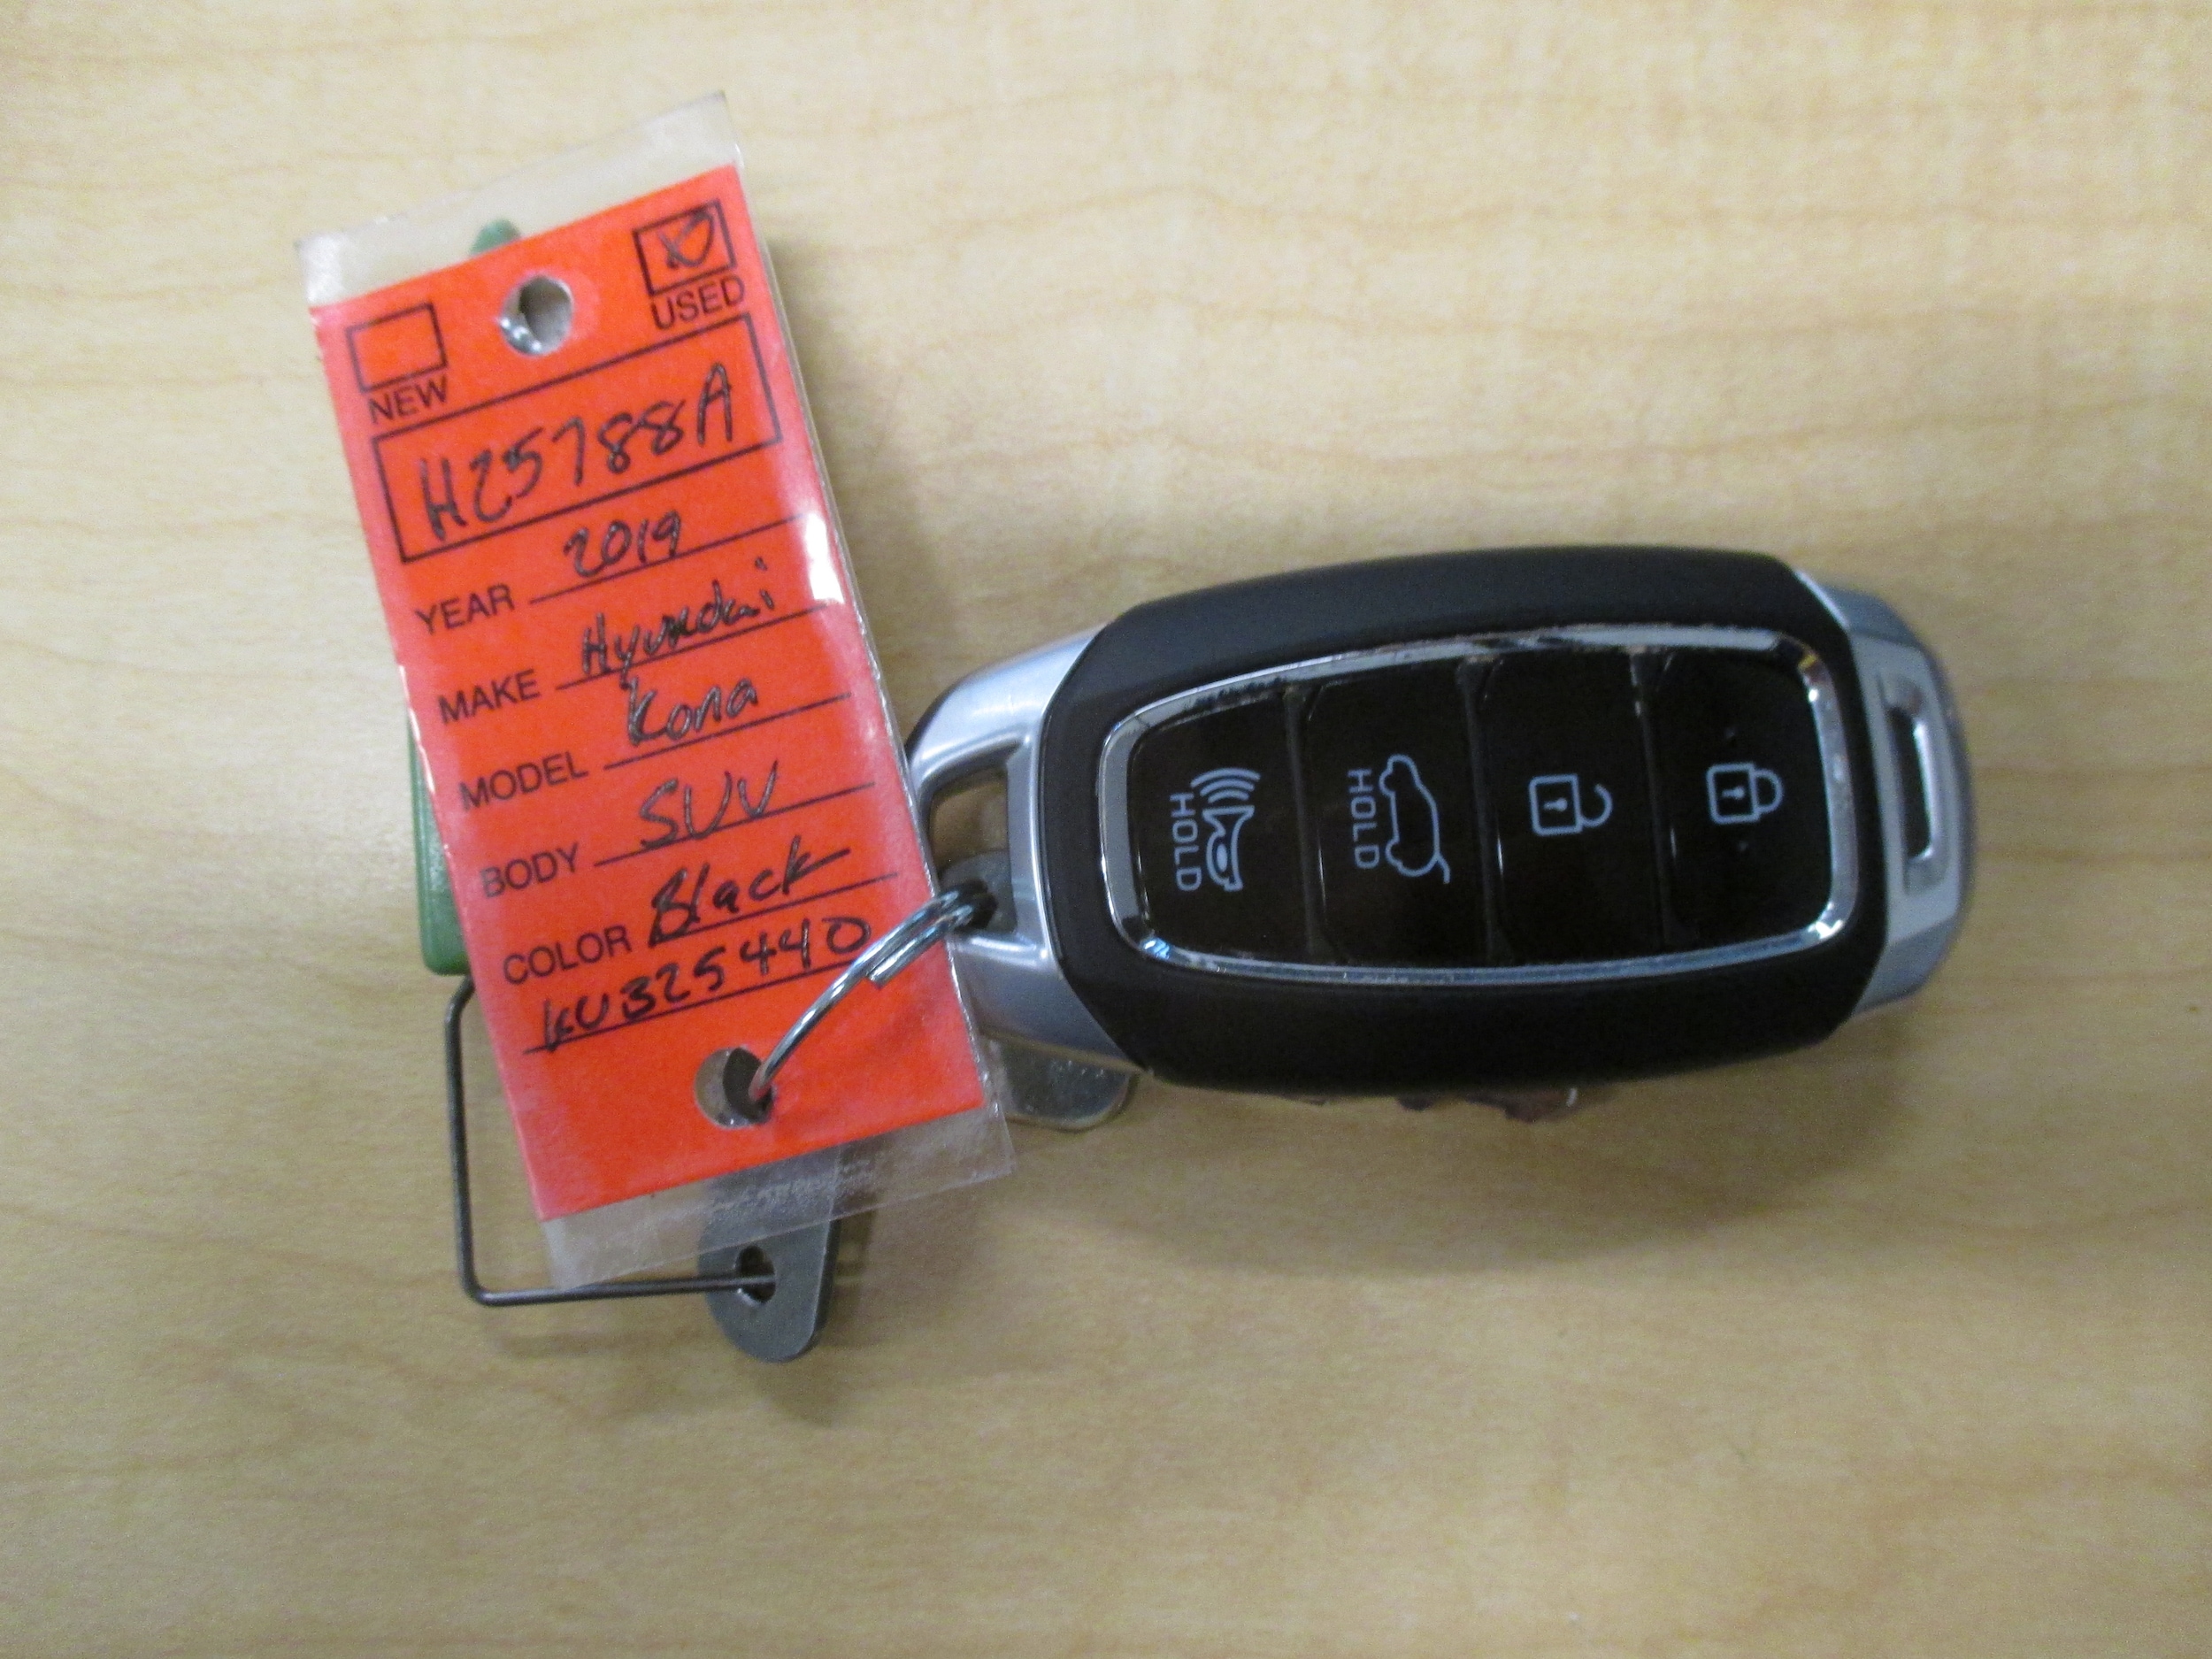 NEW
USED
H25788A
YEAR 2019
MAKE Hyundai
MODEL Kona
BODY SUV
COLOR Black
KU325440
HOLD
HOLD